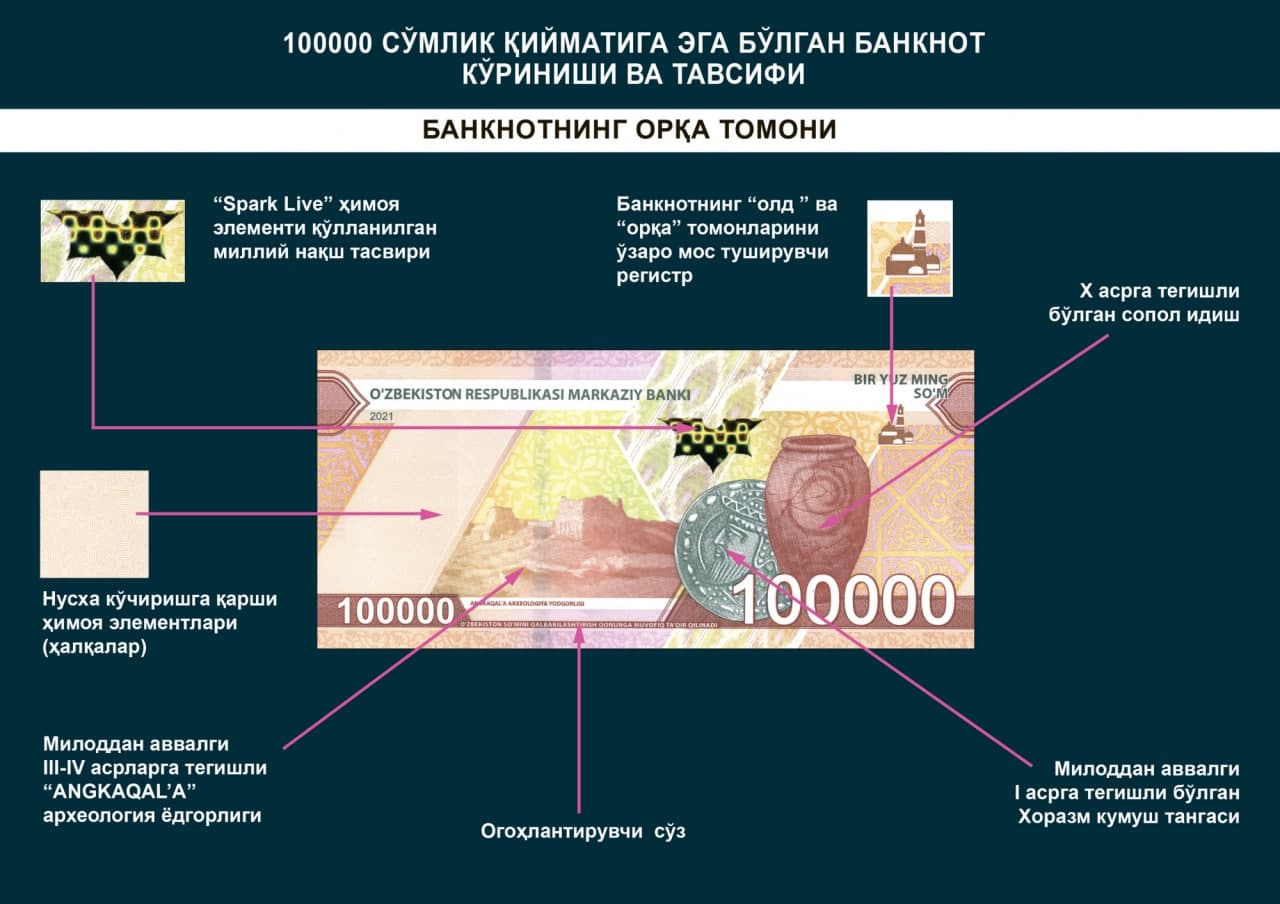 100000 СЎМЛИК ҚИЙМАТИГА ЭГА БЎЛГАН БАНКНОТ
КЎРИНИШИ ВА ТАВСИФИ
БАНКНОТНИНГ ОРҚА ТОМОНИ
“Spark Live” ҳимоя
элементи қўлланилган
миллий нақш тасвири
Банкнотнинг “олд ” ва
“орқа” томонларини
ўзаро мос туширувчи
регистр
X асрга тегишли
бўлган сопол идиш
O'ZBEKISTON RESPUBLIKASI MARKAZIY BANKI
2021
BIR YUZ MING
SO'M
100000
ANGKAQAL'A ARXEOLOGIYA YODGORLIGI
O'ZBEKISTON SO'MINI QALBAKILASHTIRISH QONUNGA MUVOFIQ TA'QIB QILINADI
100000
Нусха кўчиришга қарши
ҳимоя элементлари
(ҳалқалар)
Милоддан аввалги
III-IV асрларга тегишли
“ANGKAQAL’A”
археология ёдгорлиги
Огоҳлантирувчи сўз
Милоддан аввалги
I асрга тегишли бўлган
Хоразм кумуш тангаси